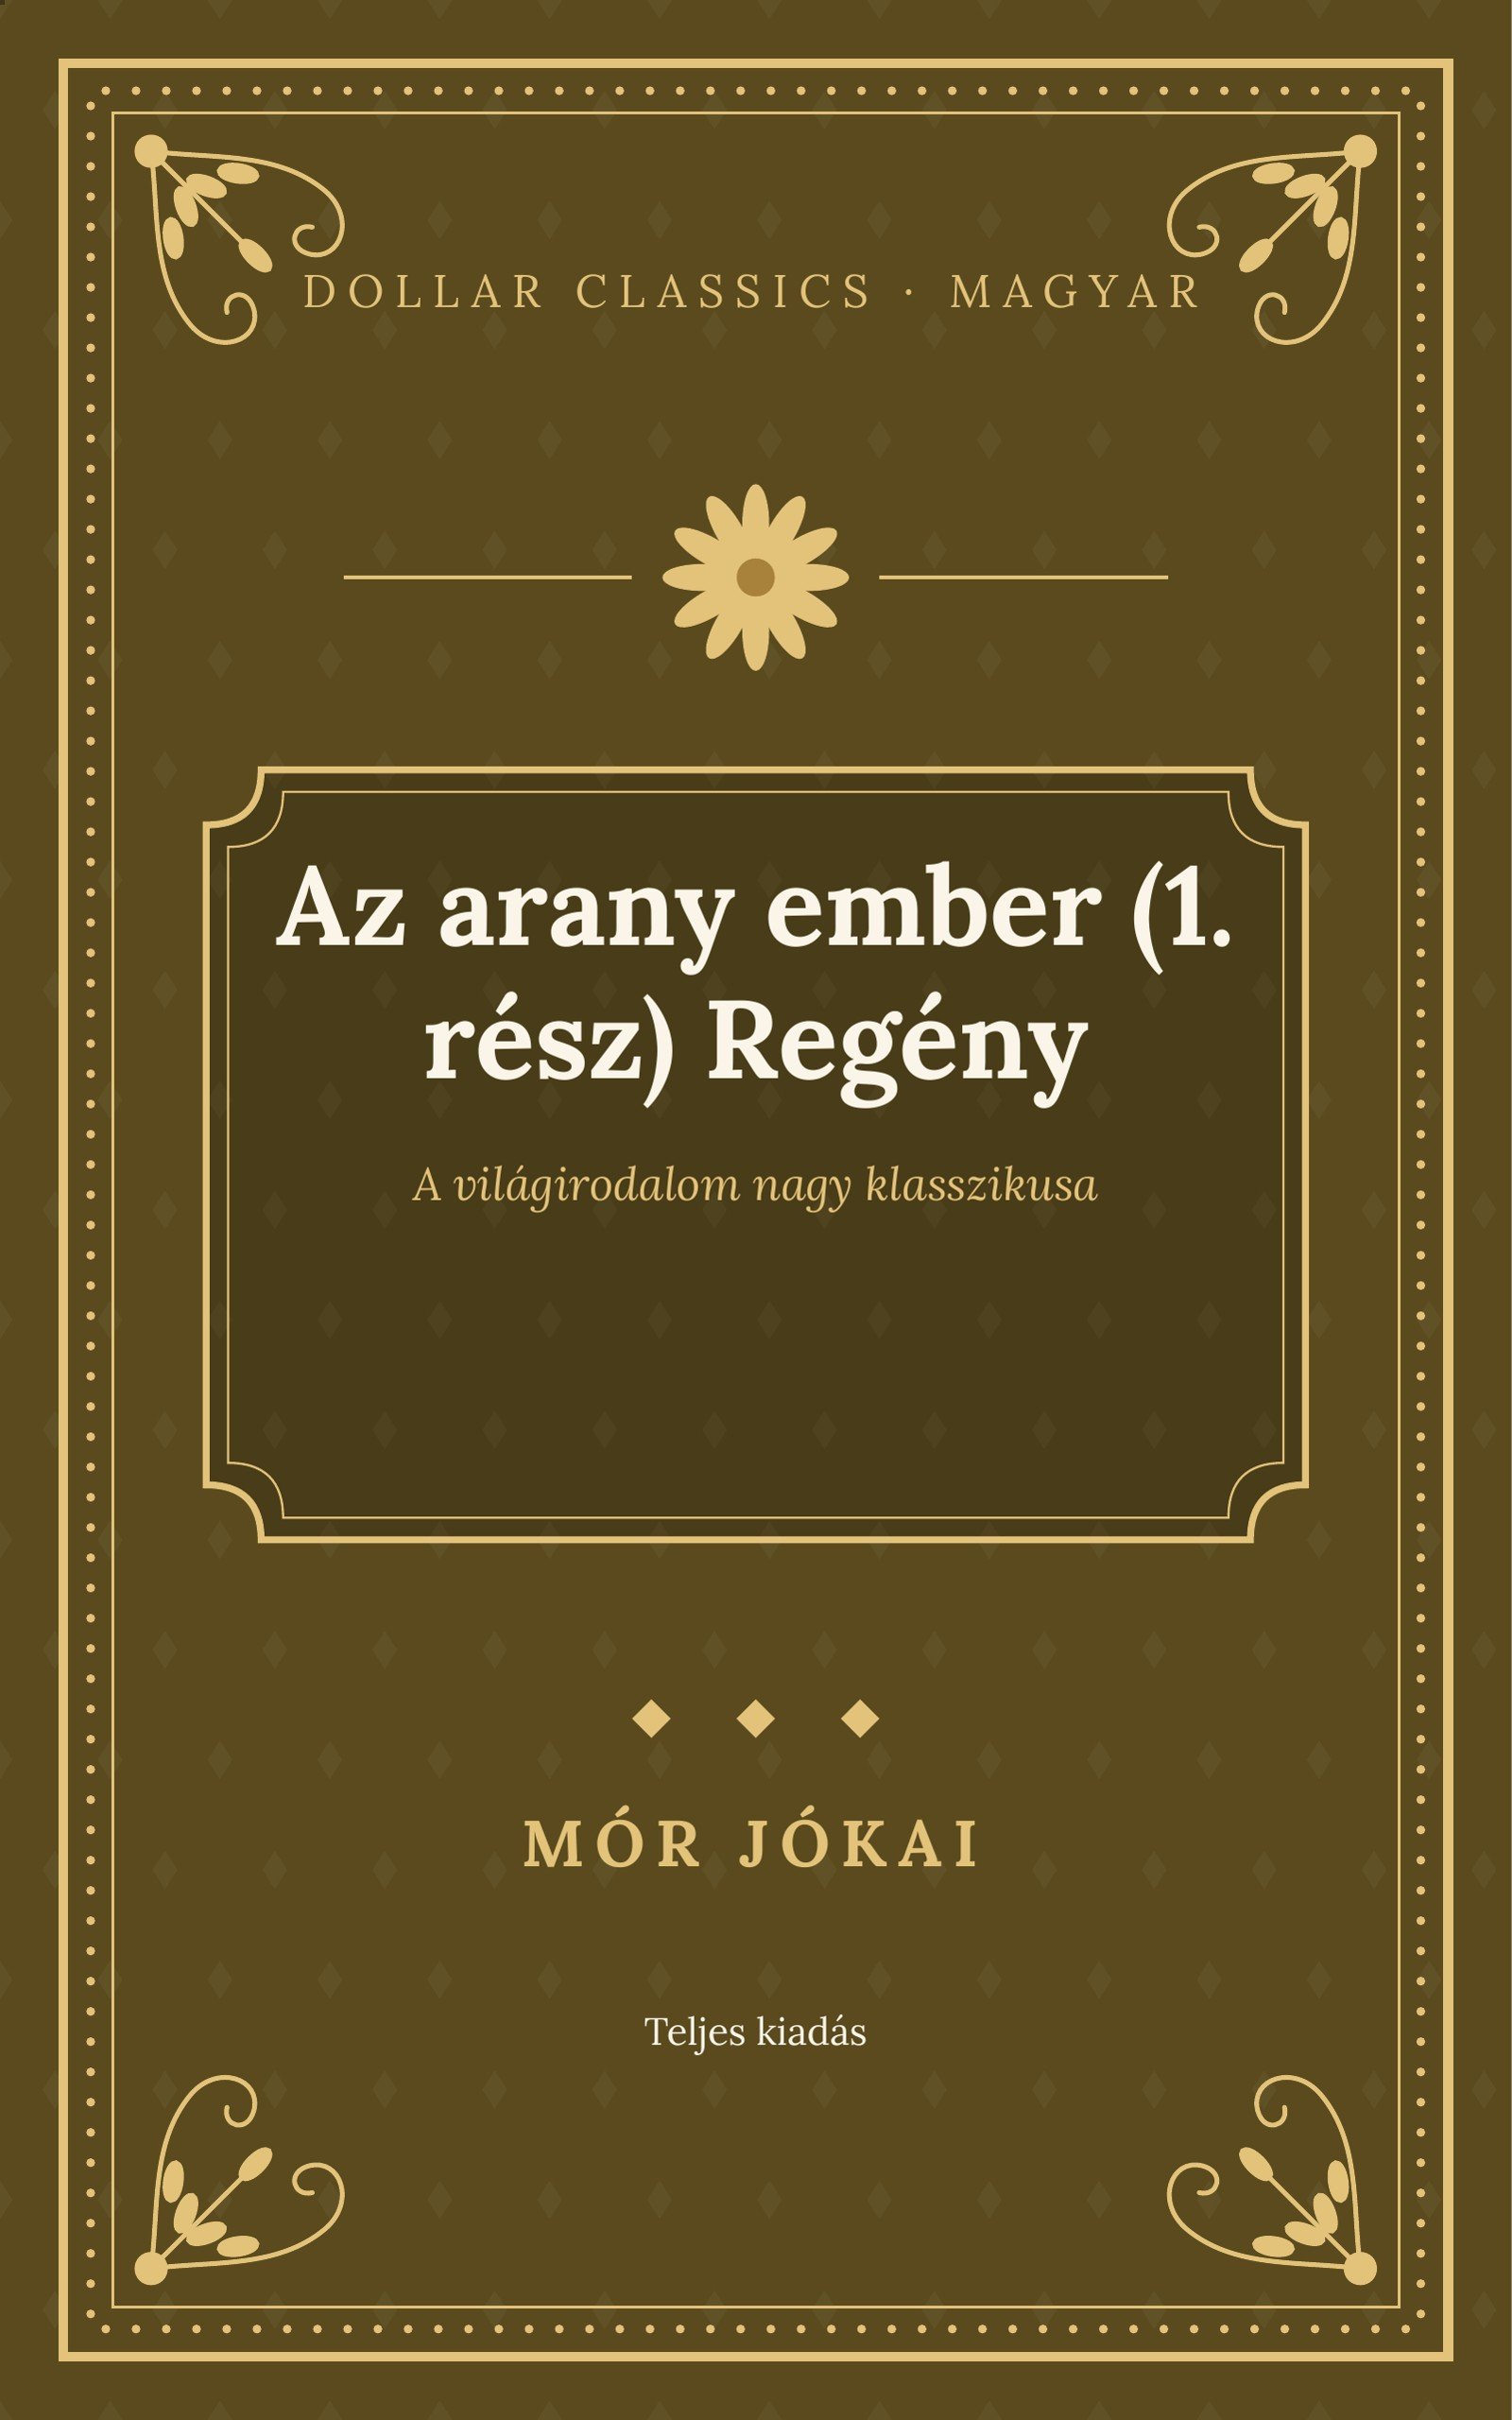 DOLLAR CLASSICS · MAGYAR
Az arany ember (1.
rész) Regény
A világirodalom nagy klasszikusa
MÓR JÓKAI
Teljes kiadás